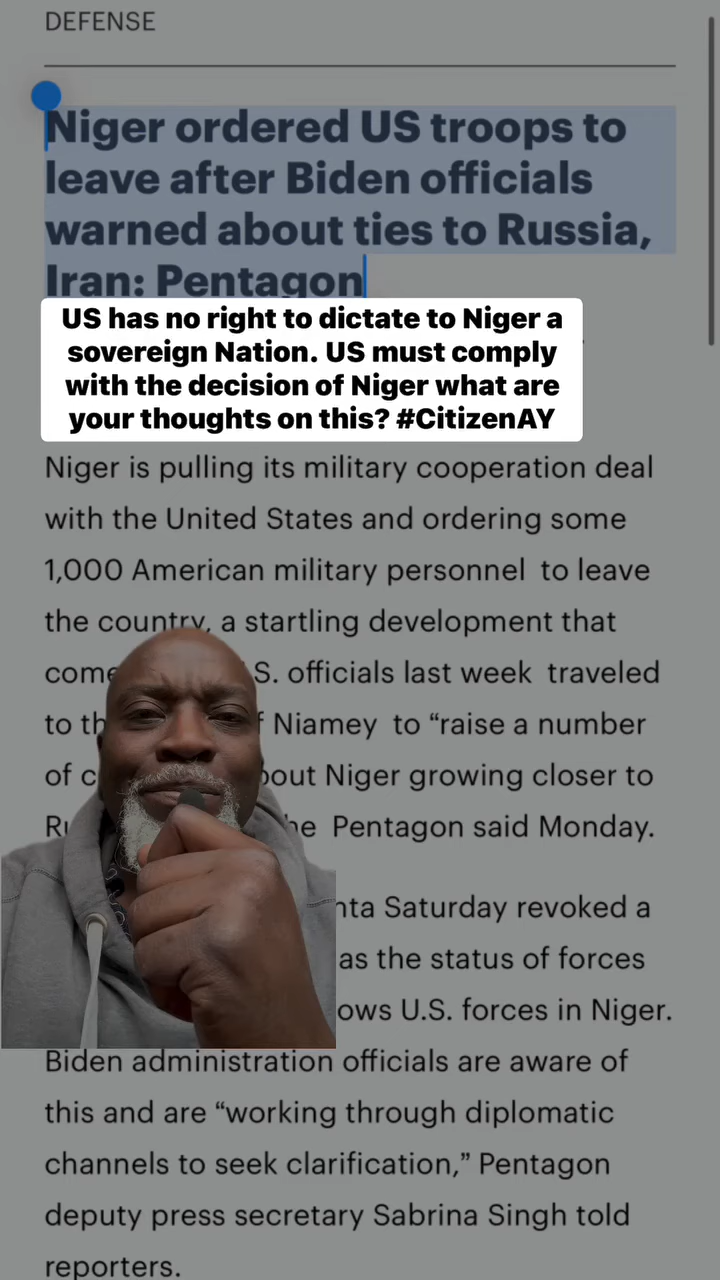 DEFENSE
Niger ordered US troops to
leave after Biden officials
warned about ties to Russia,
Iran: Pentagon
US has no right to dictate to Niger a
sovereign Nation. US must comply
with the decision of Niger what are
your thoughts on this? #CitizenAY
Niger is pulling its military cooperation deal
with the United States and ordering some
1,000 American military personnel to leave
the country, a startling development that
S. officials last week traveled
Niamey to “raise a number
Niger growing closer to
Pentagon said Monday.
Saturday revoked a
as the status of forces
U.S. forces in Niger.
Biden administration officials are aware of
this and are “working through diplomatic
channels to seek clarification,” Pentagon
deputy press secretary Sabrina Singh told
reporters.